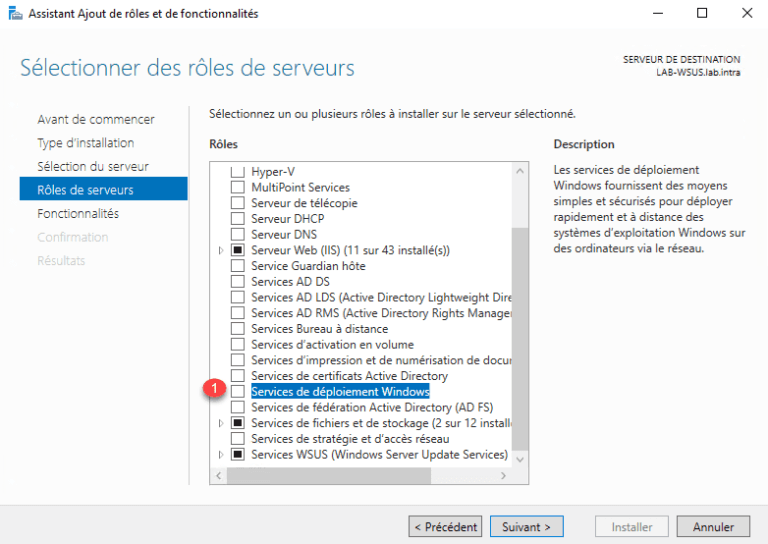 Assistant Ajout de rôles et de fonctionnalités
Sélectionner des rôles de serveurs
SERVEUR DE DESTINATION
LAB-WSUS.lab.intra
Avant de commencer
Type d'installation
Sélection du serveur
Rôles de serveurs
Fonctionnalités
Confirmation
Résultats
Sélectionnez un ou plusieurs rôles à installer sur le serveur sélectionné.
Rôles
Hyper-V
MultiPoint Services
Serveur de télécopie
Serveur DHCP
Serveur DNS
Serveur Web (IIS) (11 sur 43 installé(s))
Service Guardian hôte
Services AD DS
Services AD LDS (Active Directory Lightweight Dire
Services AD RMS (Active Directory Rights Manager
Services Bureau à distance
Services d'activation en volume
Services d'impression et de numérisation de docu
Services de certificats Active Directory
1
Services de déploiement Windows
Services de fédération Active Directory (AD FS)
Services de fichiers et de stockage (2 sur 12 install
Services de stratégie et d'accès réseau
Services WSUS (Windows Server Update Services)
Description
Les services de déploiement
Windows fournissent des moyens
simples et sécurisés pour déployer
rapidement et à distance des
systèmes d'exploitation Windows sur
des ordinateurs via le réseau.
< Précédent
Suivant >
Installer
Annuler